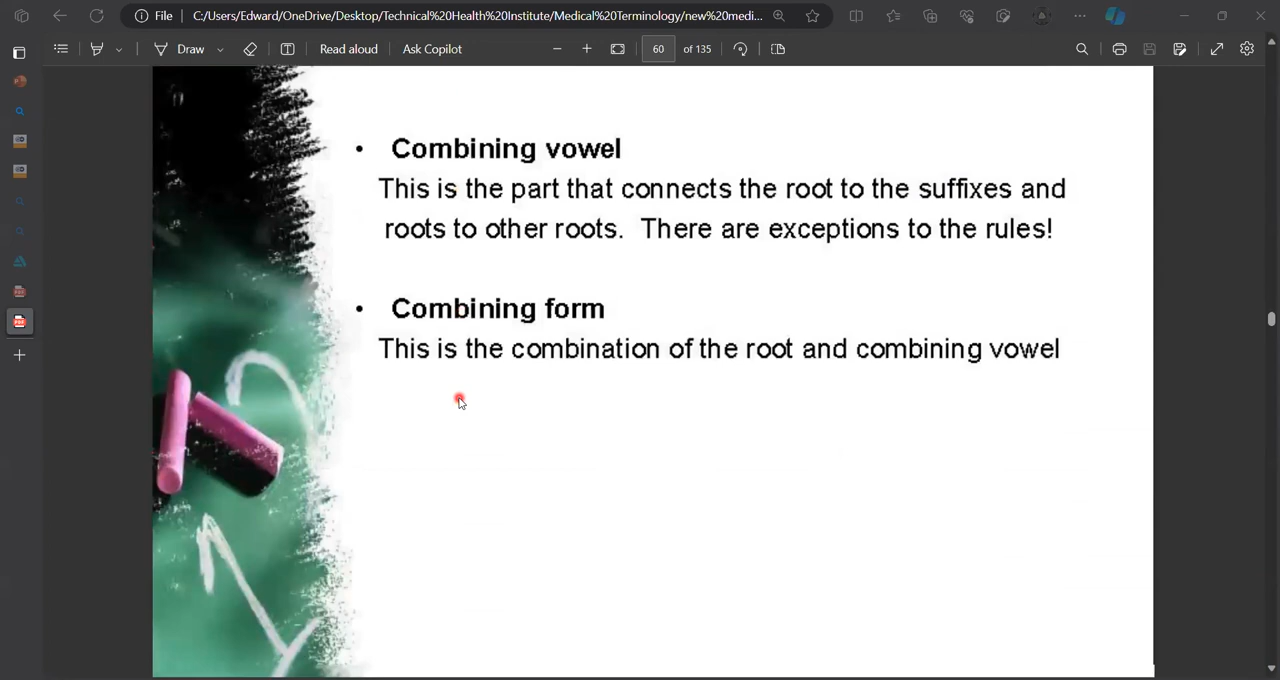 File
C:/Users/Edward/OneDrive/Desktop/Technical%20Health%20Institute/Medical%20Terminology/new%20medi...
Draw
Read aloud
Ask Copilot
60
of 135
• Combining vowel
This is the part that connects the root to the suffixes and
roots to other roots. There are exceptions to the rules!
• Combining form
This is the combination of the root and combining vowel